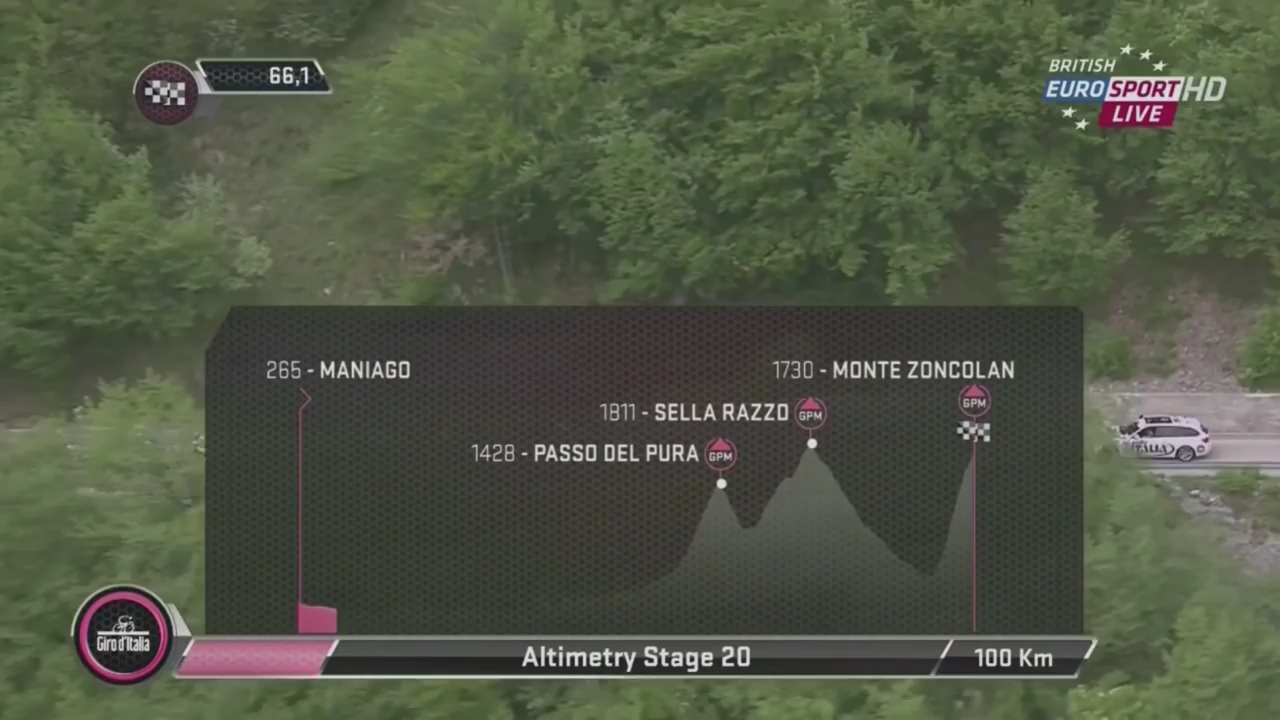 66,1
BRITISH
EUROSPORT HD
LIVE
265 - MANIAGO
1730 - MONTE ZONCOLAN
GPM
1811 - SELLA RAZZO GPM
1428 - PASSO DEL PURA GPM
ITALIA
Giro d'Italia
Altimetry Stage 20
100 Km